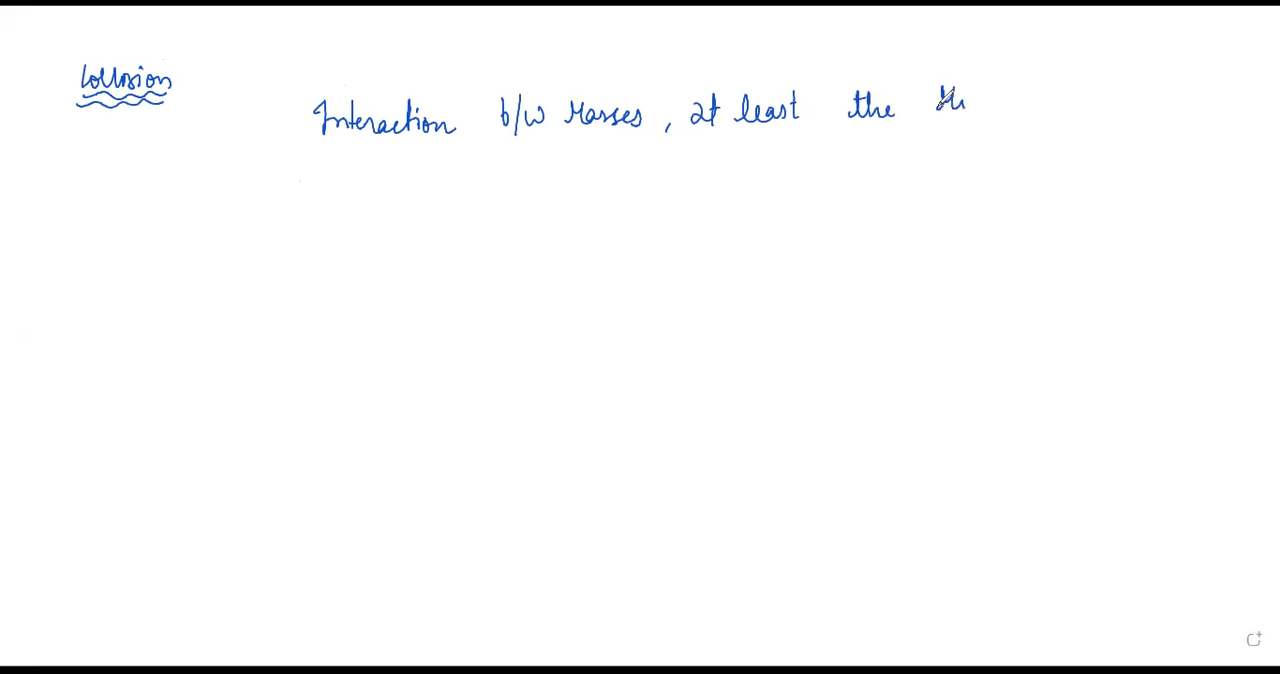 Collision
Interaction b/w Masses, at least the